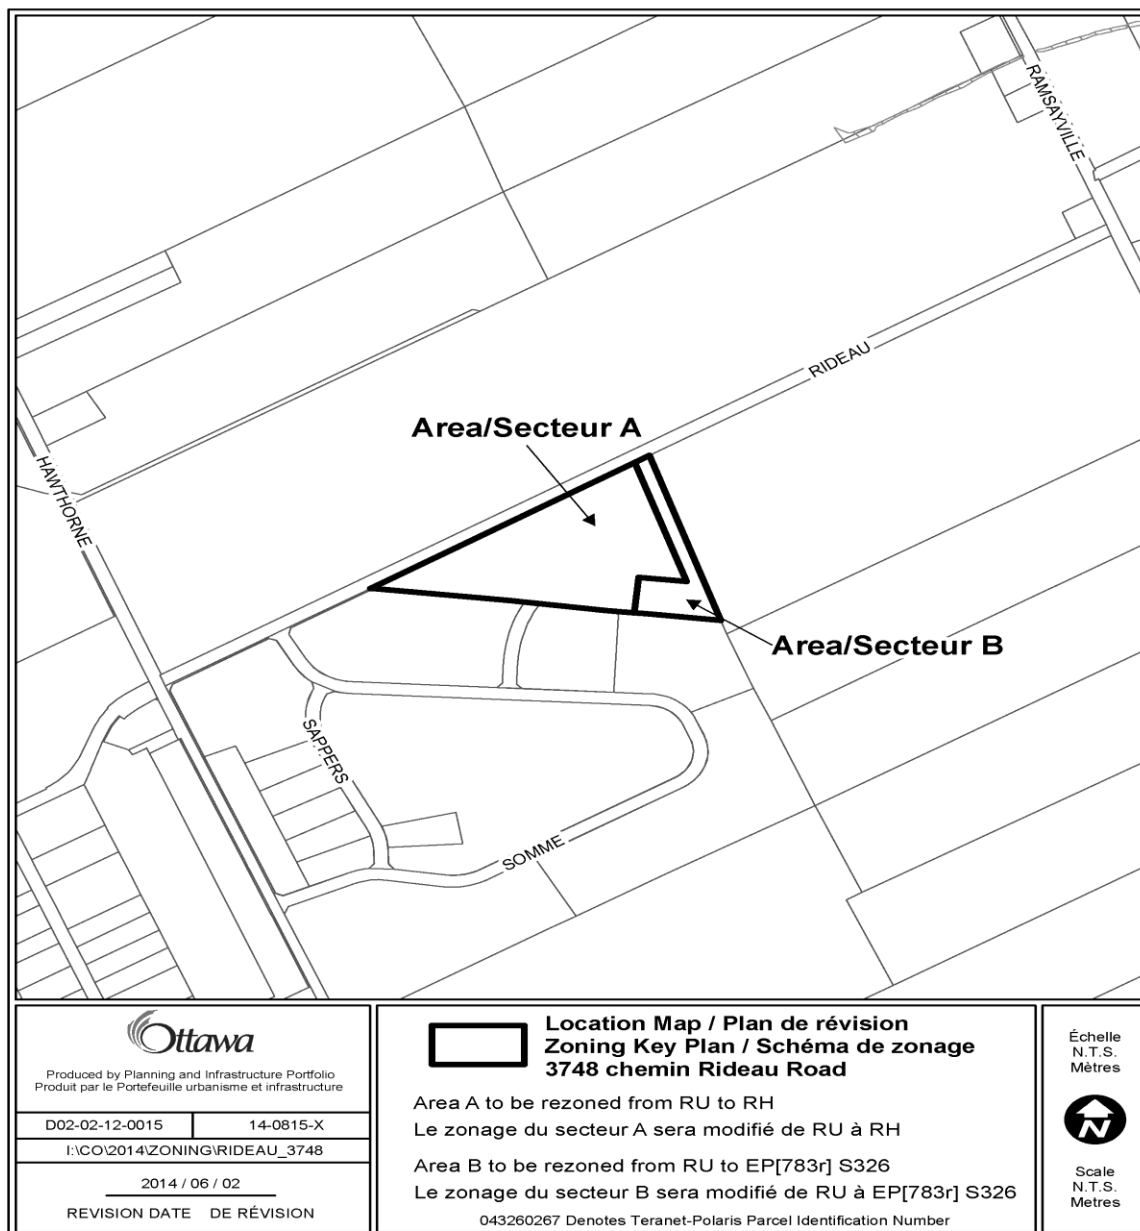 RAMSAYVILLE
RIDEAU
Area/Secteur A
HAWTHORNE
Area/Secteur B
SAPPERS
SOMME
Ottawa
Produced by Planning and Infrastructure Portfolio
Produit par le Portefeuille urbanisme et infrastructure
D02-02-12-0015 14-0815-X
I:\CO\2014\ZONING\RIDEAU_3748
2014 / 06 / 02
REVISION DATE DE RÉVISION
Location Map / Plan de révision
Zoning Key Plan / Schéma de zonage
3748 chemin Rideau Road
Area A to be rezoned from RU to RH
Le zonage du secteur A sera modifié de RU à RH
Area B to be rezoned from RU to EP[783r] S326
Le zonage du secteur B sera modifié de RU à EP[783r] S326
043260267 Denotes Teranet-Polaris Parcel Identification Number
Échelle
N.T.S.
Mètres
N
Scale
N.T.S.
Metres